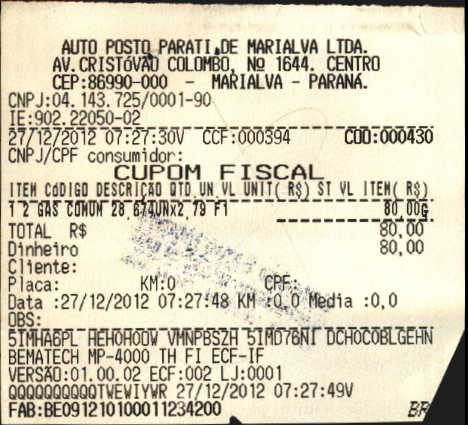 AUTO POSTO PARATI DE MARIALVA LTDA.
AV.CRISTÓVÃO COLOMBO, Nº 1644. CENTRO
CEP:86990-000 - MARIALVA - PARANÁ.
CNPJ:04.143.725/0001-90
IE:902.22050-02
27/12/2012 07:27:30V CCF:000394 COO:000430
CNPJ/CPF consumidor:
CUPOM FISCAL
ITEM CÓDIGO DESCRIÇÃO QTD.UN.VL UNIT( R$) ST VL ITEM( R$)
1 2 GAS COMUM 28,674UNx2,79 F1 80,00G
TOTAL R$ 80,00
Dinheiro 80,00
Cliente:
Placa: KM:0 CPF:
Data :27/12/2012 07:27:48 KM :0.0 Media :0,0
OBS:
BEMATECH MP-4000 TH FI ECF-IF
VERSÃO:01.00.02 ECF:002 LJ:0001
QQQQQQQQQQTWEWIYWR 27/12/2012 07:27:49V
FAB:BE091210100011234200 BR